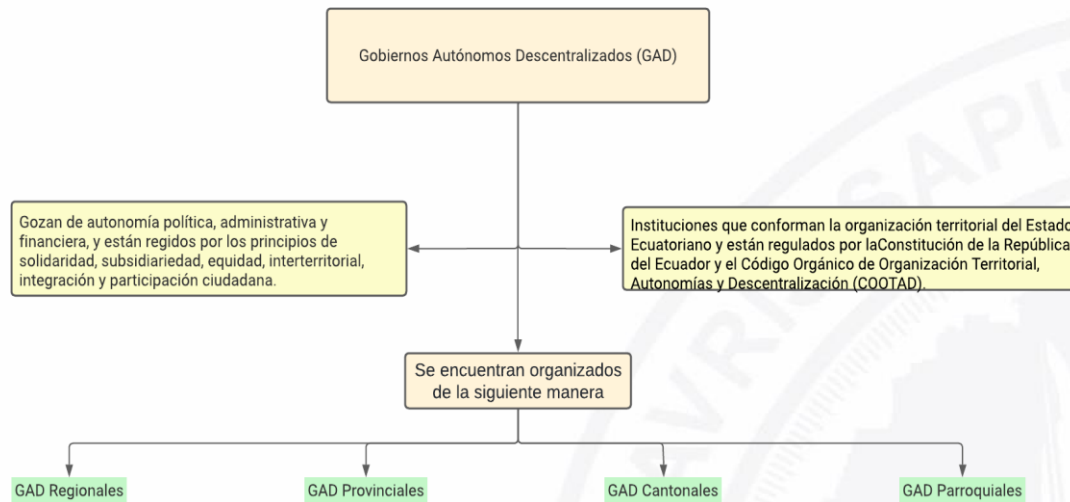 Gobiernos Autónomos Descentralizados (GAD)
Gozan de autonomía política, administrativa y
financiera, y están regidos por los principios de
solidaridad, subsidiariedad, equidad, interterritorial,
integración y participación ciudadana.
Instituciones que conforman la organización territorial del Estado
Ecuatoriano y están regulados por laConstitución de la República
del Ecuador y el Código Orgánico de Organización Territorial,
Autonomías y Descentralización (COOTAD).
Se encuentran organizados
de la siguiente manera
GAD Regionales
GAD Provinciales
GAD Cantonales
GAD Parroquiales